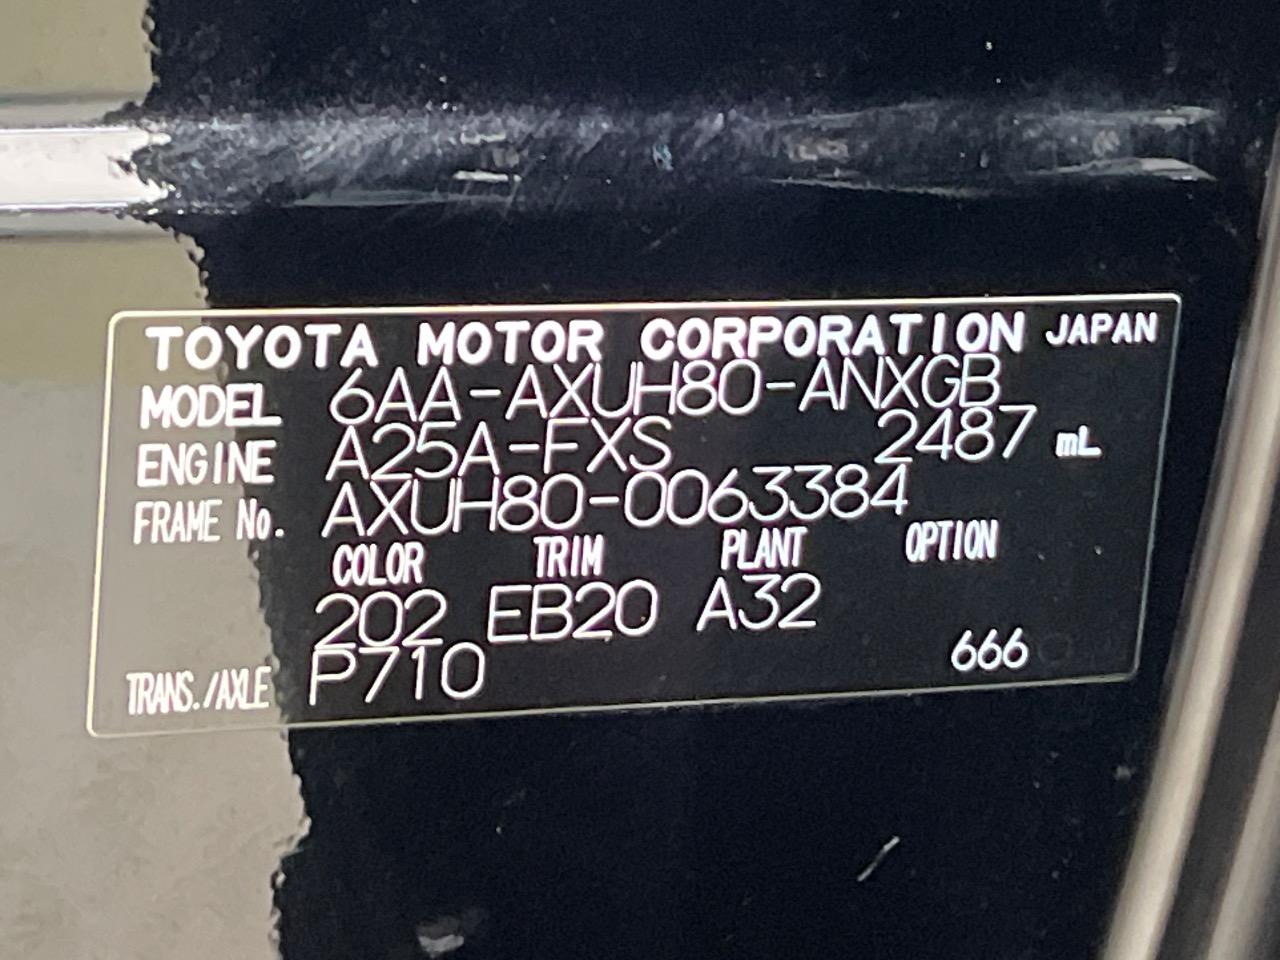 TOYOTA MOTOR CORPORATION JAPAN
MODEL 6AA-AXUH80-ANXGB
ENGINE A25A-FXS 2487 mL
FRAME No. AXUH80-0063384
COLOR TRIM PLANT OPTION
202 EB20 A32
TRANS./AXLE P710 666